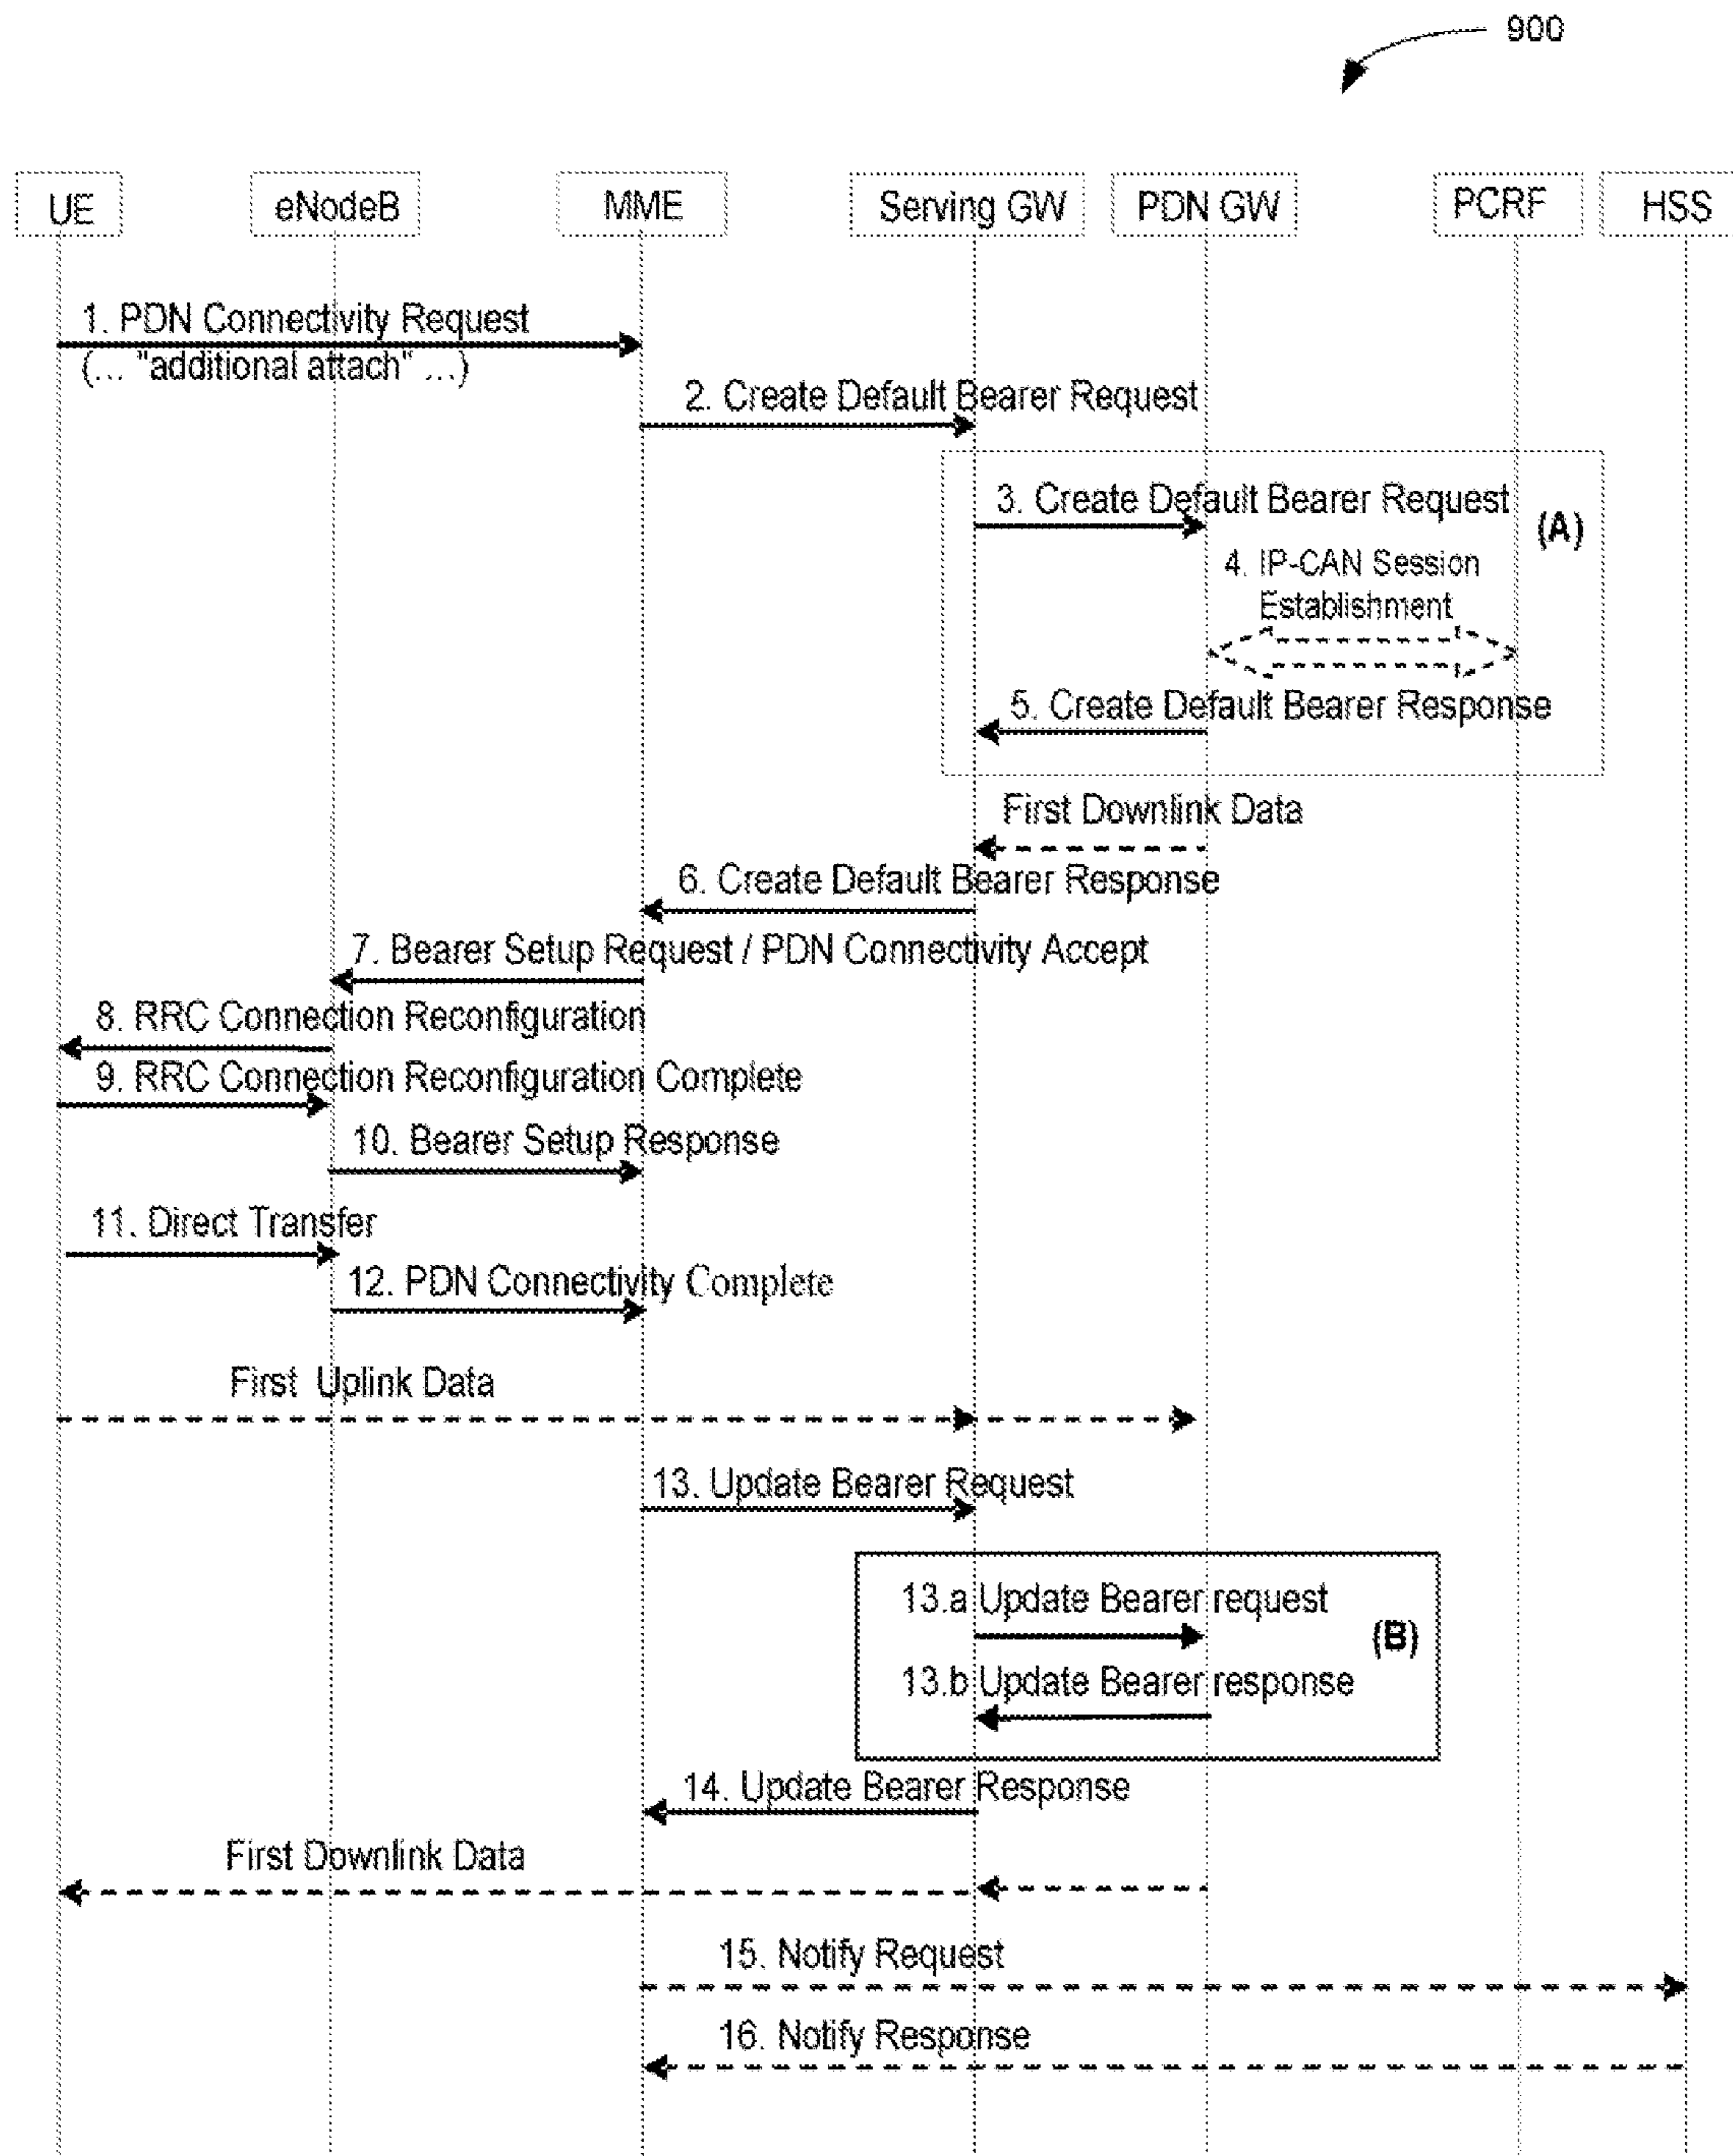 900
UE
eNodeB
MME
Serving GW
PDN GW
PCRF
HSS
1. PDN Connectivity Request
(... "additional attach" ...)
2. Create Default Bearer Request
3. Create Default Bearer Request
(A)
4. IP-CAN Session
Establishment
5. Create Default Bearer Response
First Downlink Data
6. Create Default Bearer Response
7. Bearer Setup Request / PDN Connectivity Accept
8. RRC Connection Reconfiguration
9. RRC Connection Reconfiguration Complete
10. Bearer Setup Response
11. Direct Transfer
12. PDN Connectivity Complete
First Uplink Data
13. Update Bearer Request
13.a Update Bearer request
(B)
13.b Update Bearer response
14. Update Bearer Response
First Downlink Data
15. Notify Request
16. Notify Response